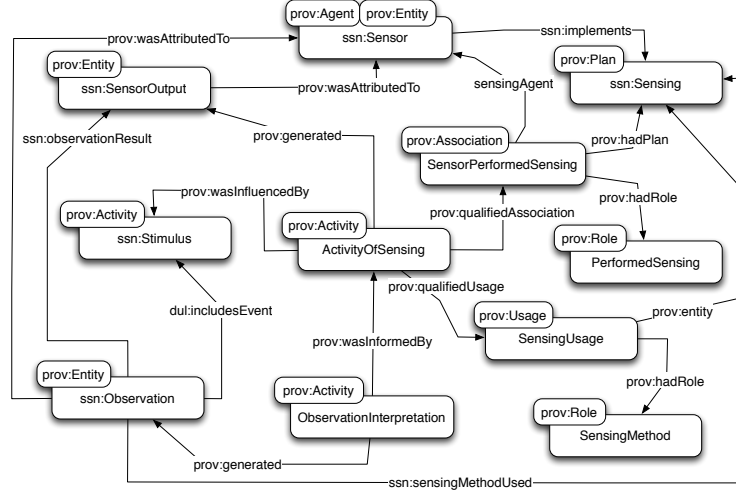 prov:Agent
prov:Entity
ssn:Sensor
ssn:implements
prov:wasAttributedTo
prov:Entity
ssn:SensorOutput
prov:wasAttributedTo
sensingAgent
prov:Plan
ssn:Sensing
ssn:observationResult
prov:generated
prov:Association
SensorPerformedSensing
prov:hadPlan
prov:wasInfluencedBy
prov:hadRole
prov:Activity
ssn:Stimulus
prov:Activity
ActivityOfSensing
prov:qualifiedAssociation
prov:Role
PerformedSensing
prov:qualifiedUsage
dul:includesEvent
prov:Usage
SensingUsage
prov:entity
prov:wasInformedBy
prov:Entity
ssn:Observation
prov:Activity
ObservationInterpretation
prov:hadRole
prov:Role
SensingMethod
prov:generated
ssn:sensingMethodUsed